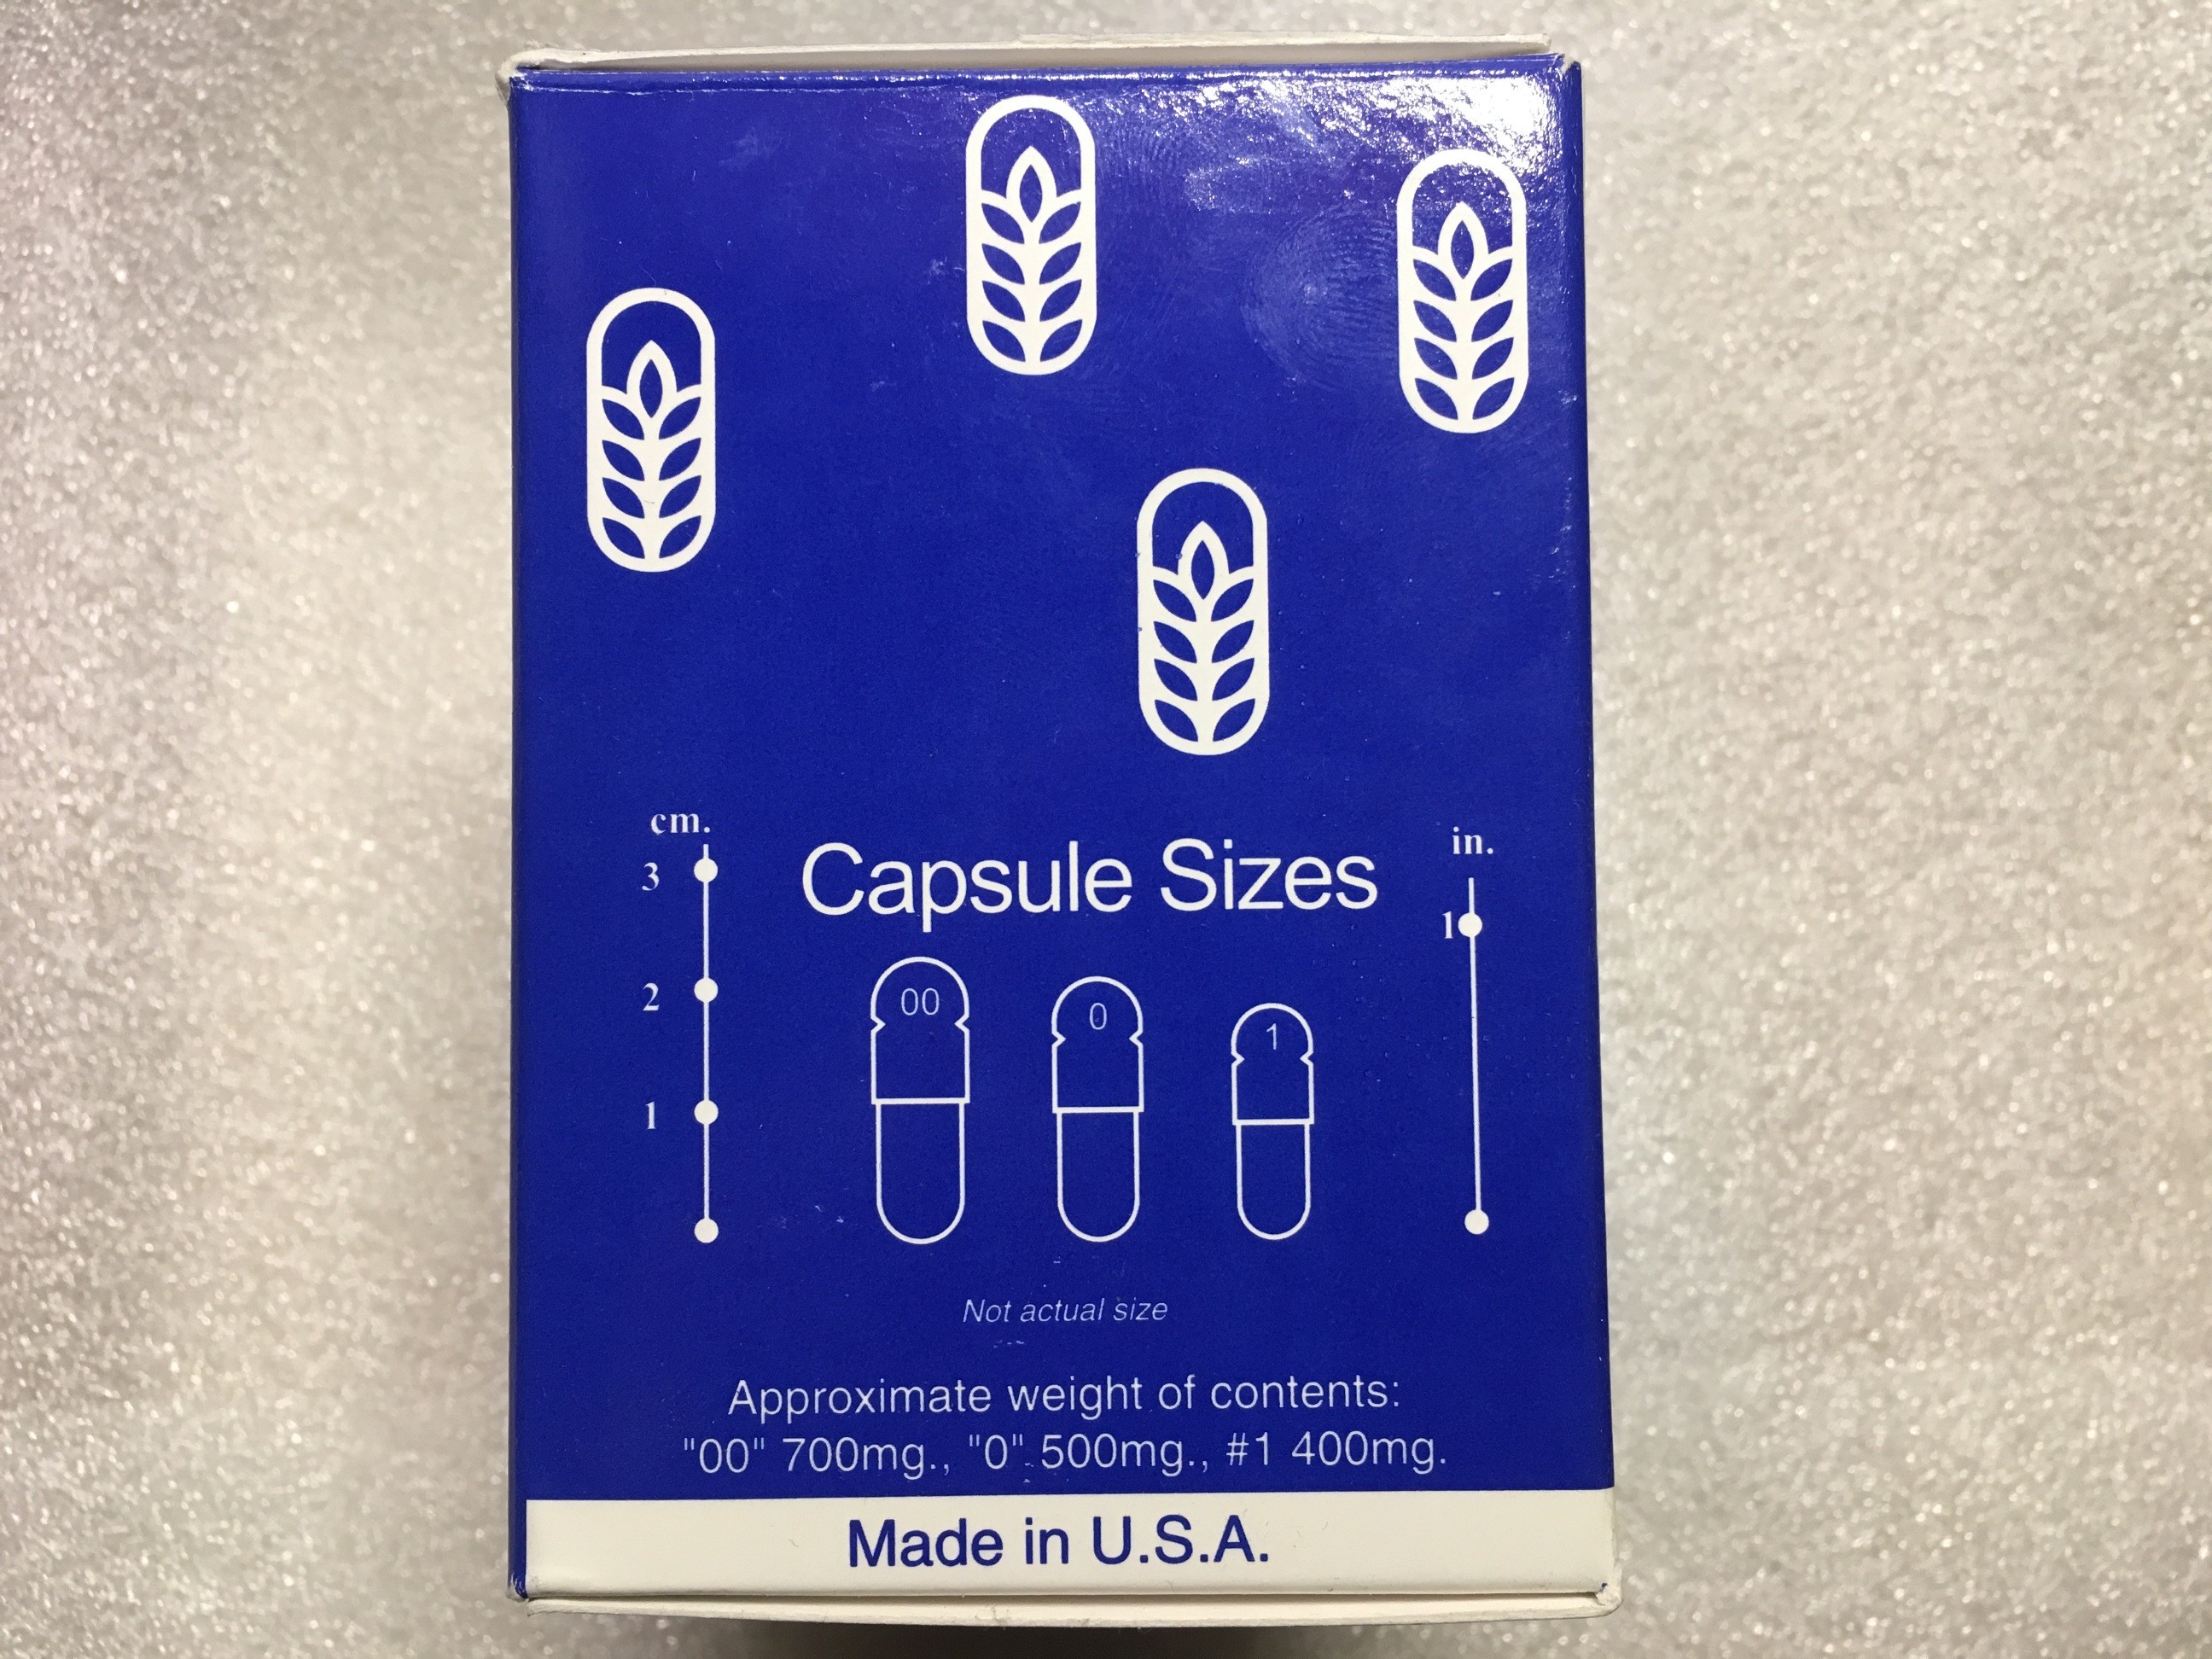 cm.
in.
3
Capsule Sizes
1
2
00
0
1
1
Not actual size
Approximate weight of contents:
"00" 700mg., "0" 500mg., #1 400mg.
Made in U.S.A.